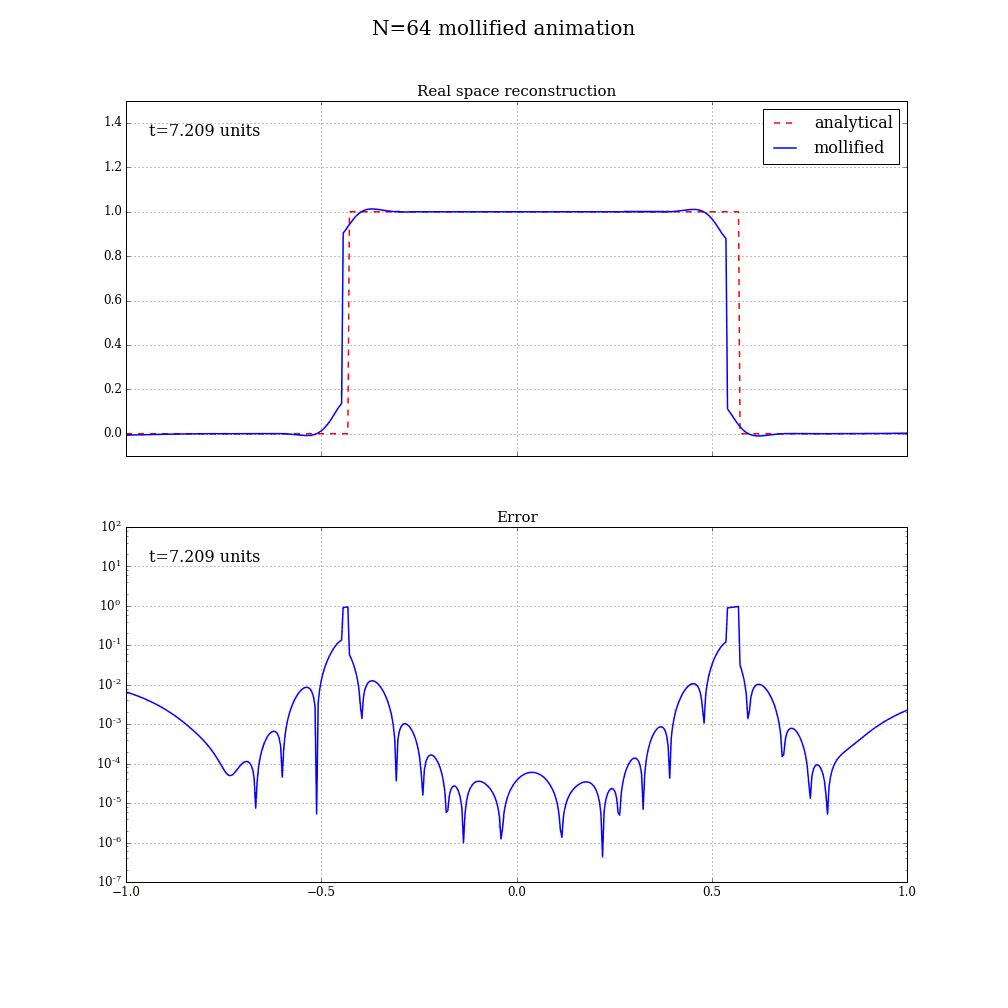 N=64 mollified animation
Real space reconstruction
t=7.209 units
analytical
mollified
1.4
1.2
1.0
0.8
0.6
0.4
0.2
0.0
Error
t=7.209 units
10²
10¹
10⁰
10⁻¹
10⁻²
10⁻³
10⁻⁴
10⁻⁵
10⁻⁶
10⁻⁷
−1.0 −0.5 0.0 0.5 1.0